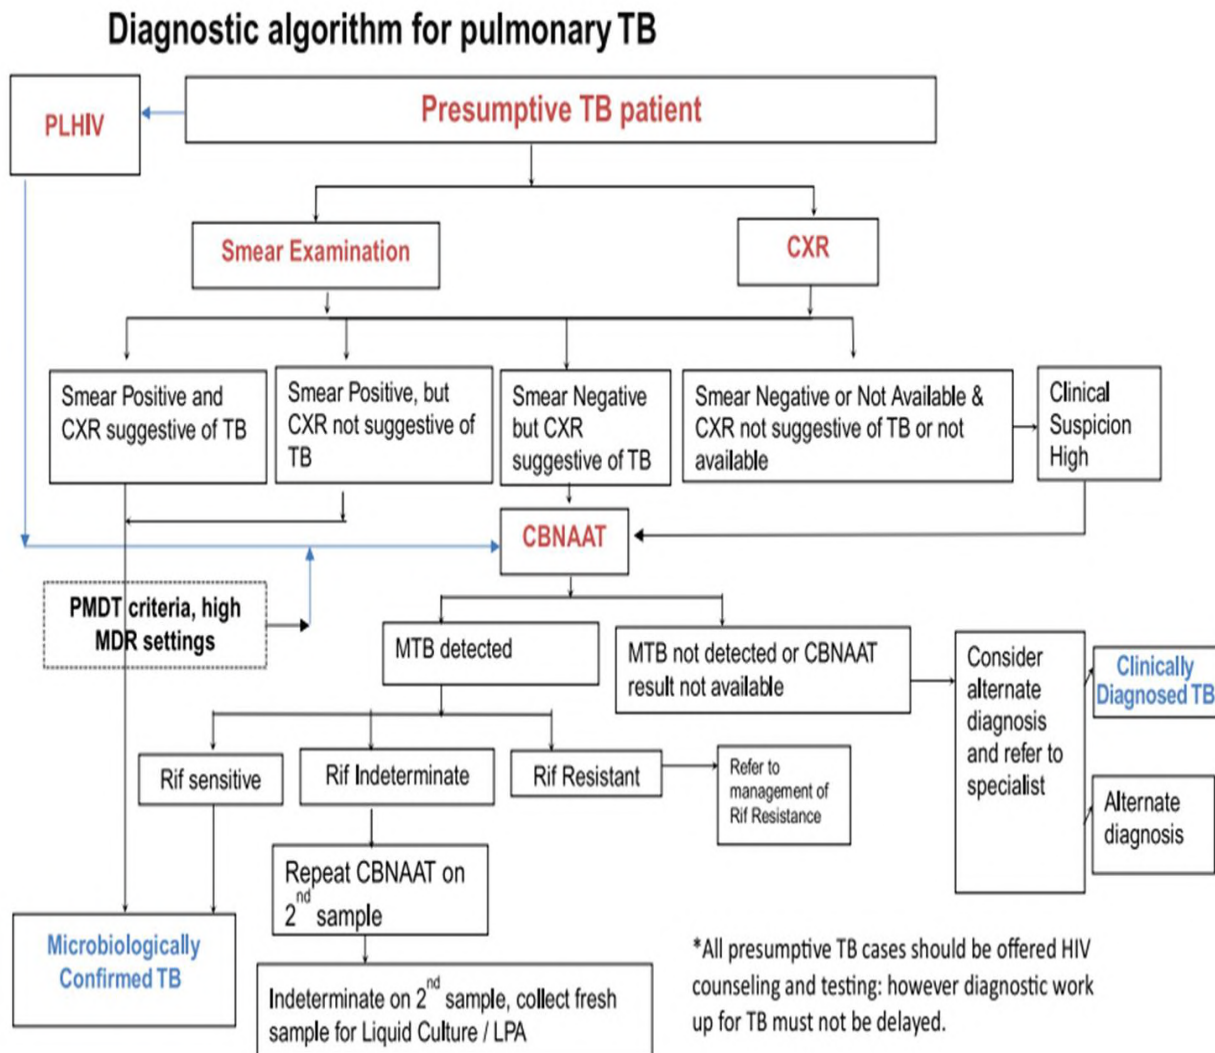 Diagnostic algorithm for pulmonary TB
PLHIV
Presumptive TB patient
Smear Examination
CXR
Smear Positive and
CXR suggestive of TB
Smear Positive, but
CXR not suggestive of
TB
Smear Negative
but CXR
suggestive of TB
Smear Negative or Not Available &
CXR not suggestive of TB or not
available
Clinical
Suspicion
High
CBNAAT
PMDT criteria, high
MDR settings
MTB detected
MTB not detected or CBNAAT
result not available
Consider
alternate
diagnosis
and refer to
specialist
Clinically
Diagnosed TB
Alternate
diagnosis
Rif sensitive
Rif Indeterminate
Rif Resistant
Refer to
management of
Rif Resistance
Repeat CBNAAT on
2nd sample
Microbiologically
Confirmed TB
Indeterminate on 2nd sample, collect fresh
sample for Liquid Culture / LPA
*All presumptive TB cases should be offered HIV
counseling and testing: however diagnostic work
up for TB must not be delayed.